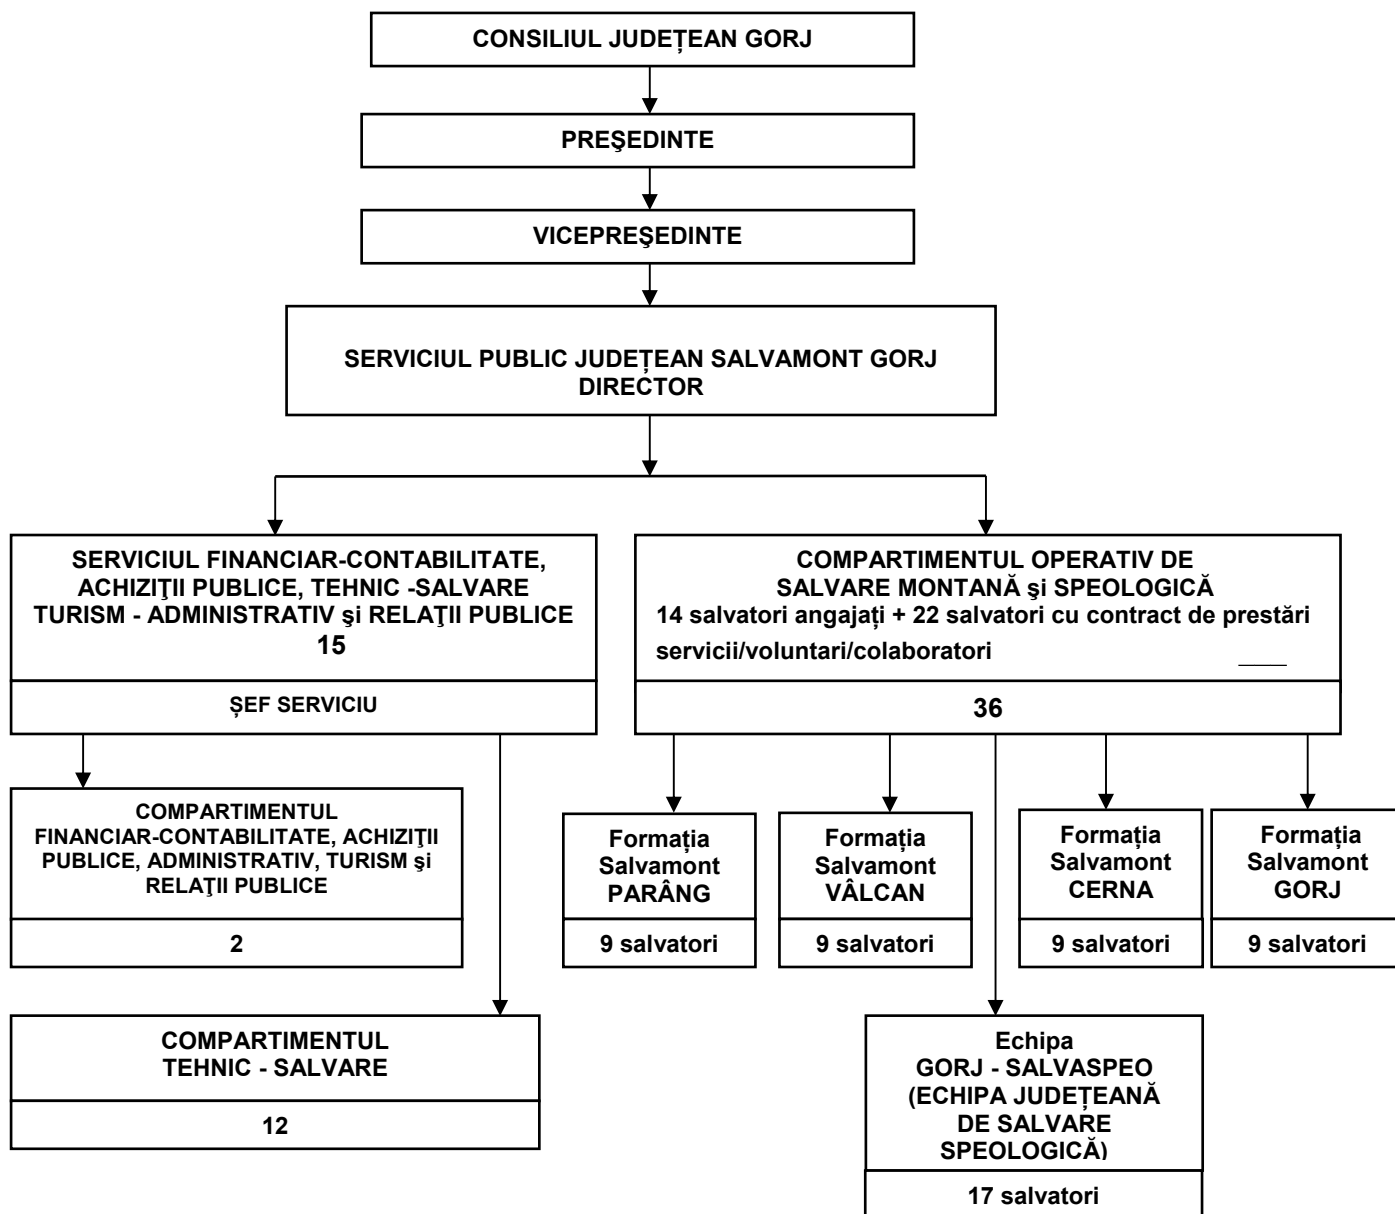 CONSILIUL JUDEȚEAN GORJ
PREŞEDINTE
VICEPREŞEDINTE
SERVICIUL PUBLIC JUDEȚEAN SALVAMONT GORJ
DIRECTOR
SERVICIUL FINANCIAR-CONTABILITATE,
ACHIZIŢII PUBLICE, TEHNIC -SALVARE
TURISM - ADMINISTRATIV şi RELAŢII PUBLICE
15
ȘEF SERVICIU
COMPARTIMENTUL OPERATIV DE
SALVARE MONTANĂ şi SPEOLOGICĂ
14 salvatori angajați + 22 salvatori cu contract de prestări
servicii/voluntari/colaboratori
36
COMPARTIMENTUL
FINANCIAR-CONTABILITATE, ACHIZIŢII
PUBLICE, ADMINISTRATIV, TURISM şi
RELAŢII PUBLICE
2
Formația
Salvamont
PARÂNG
9 salvatori
Formația
Salvamont
VÂLCAN
9 salvatori
Formația
Salvamont
CERNA
9 salvatori
Formația
Salvamont
GORJ
9 salvatori
COMPARTIMENTUL
TEHNIC - SALVARE
12
Echipa
GORJ - SALVASPEO
(ECHIPA JUDEȚEANĂ
DE SALVARE
SPEOLOGICĂ)
17 salvatori